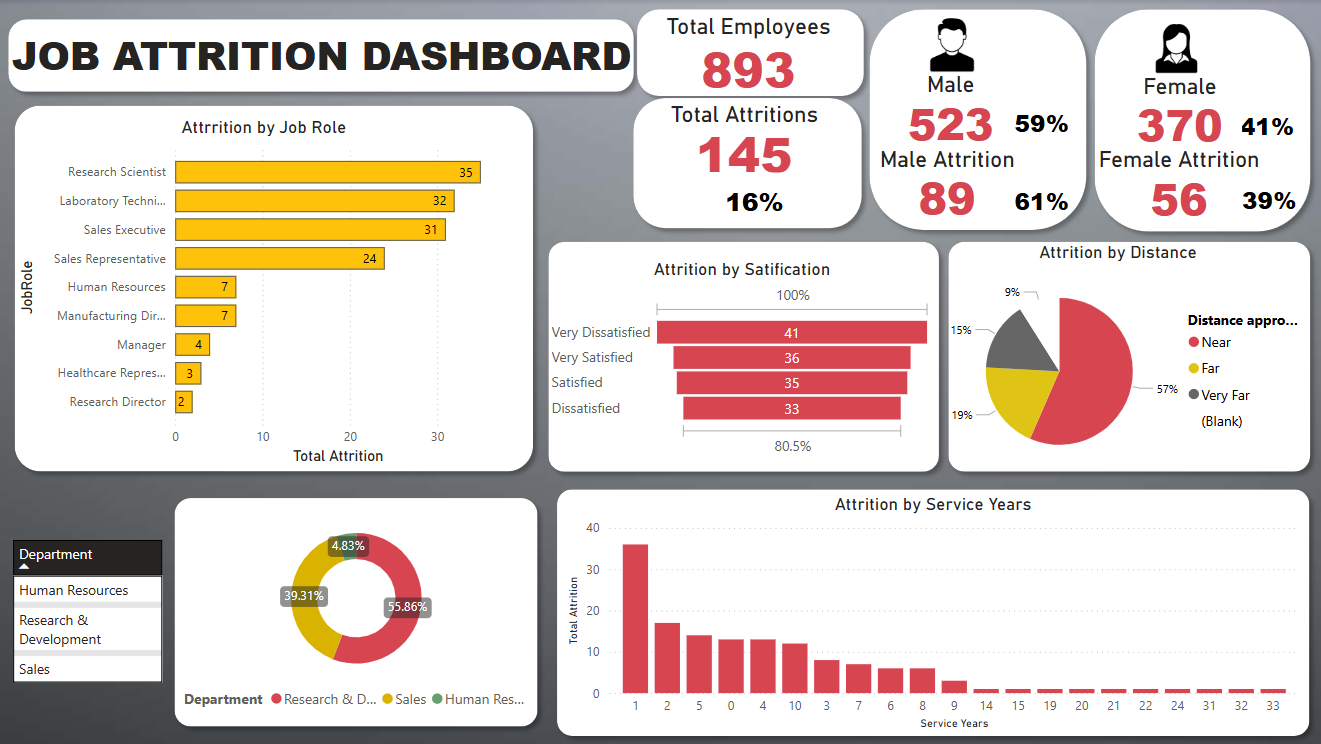 JOB ATTRITION DASHBOARD
Total Employees
893
Total Attritions
145
16%
Male
523 59%
Male Attrition
89 61%
Female
370 41%
Female Attrition
56 39%
Attrrition by Job Role
JobRole
Research Scientist 35
Laboratory Techni... 32
Sales Executive 31
Sales Representative 24
Human Resources 7
Manufacturing Dir... 7
Manager 4
Healthcare Repres... 3
Research Director 2
0 10 20 30
Total Attrition
Attrition by Satification
100%
Very Dissatisfied 41
Very Satisfied 36
Satisfied 35
Dissatisfied 33
80.5%
Attrition by Distance
9%
15%
19%
57%
Distance appro...
Near
Far
Very Far
(Blank)
Department
Human Resources
Research &
Development
Sales
4.83%
39.31%
55.86%
Department Research & D... Sales Human Res...
Attrition by Service Years
Total Attrition
40
30
20
10
0
1 2 5 0 4 10 3 7 6 8 9 14 15 19 20 21 22 24 31 32 33
Service Years